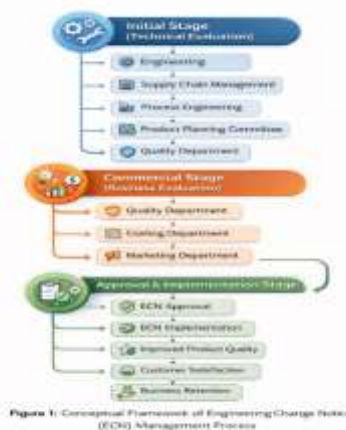 Initial Stage
(Technical Evaluation)
Engineering
Supply Chain Management
Process Engineering
Product Planning Committee
Quality Department
Commercial Stage
(Business Evaluation)
Quality Department
Costing Department
Marketing Department
Approval & Implementation Stage
ECN Approval
ECN Implementation
Improved Product Quality
Customer Satisfaction
Business Retention
Figure 1: Conceptual Framework of Engineering Change Notice
(ECN) Management Process